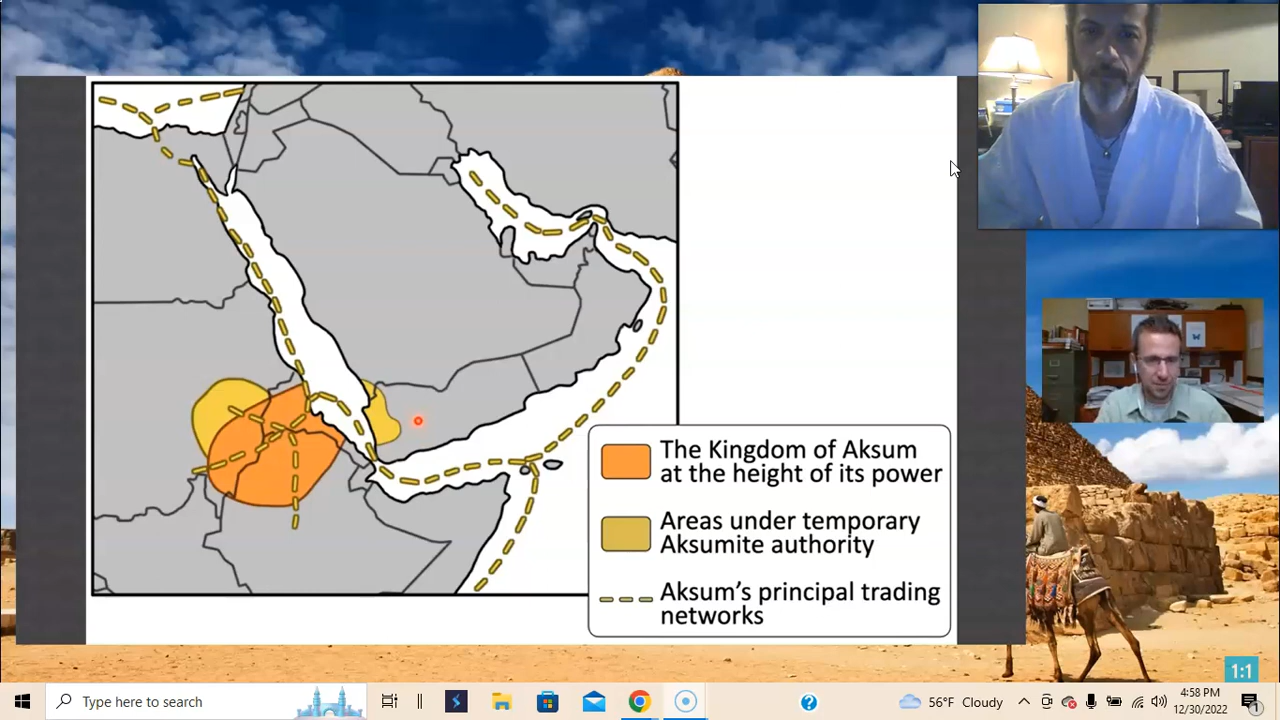 The Kingdom of Aksum
at the height of its power
Areas under temporary
Aksumite authority
Aksum's principal trading
networks
1:1
Type here to search
56°F Cloudy
4:58 PM
12/30/2022
1